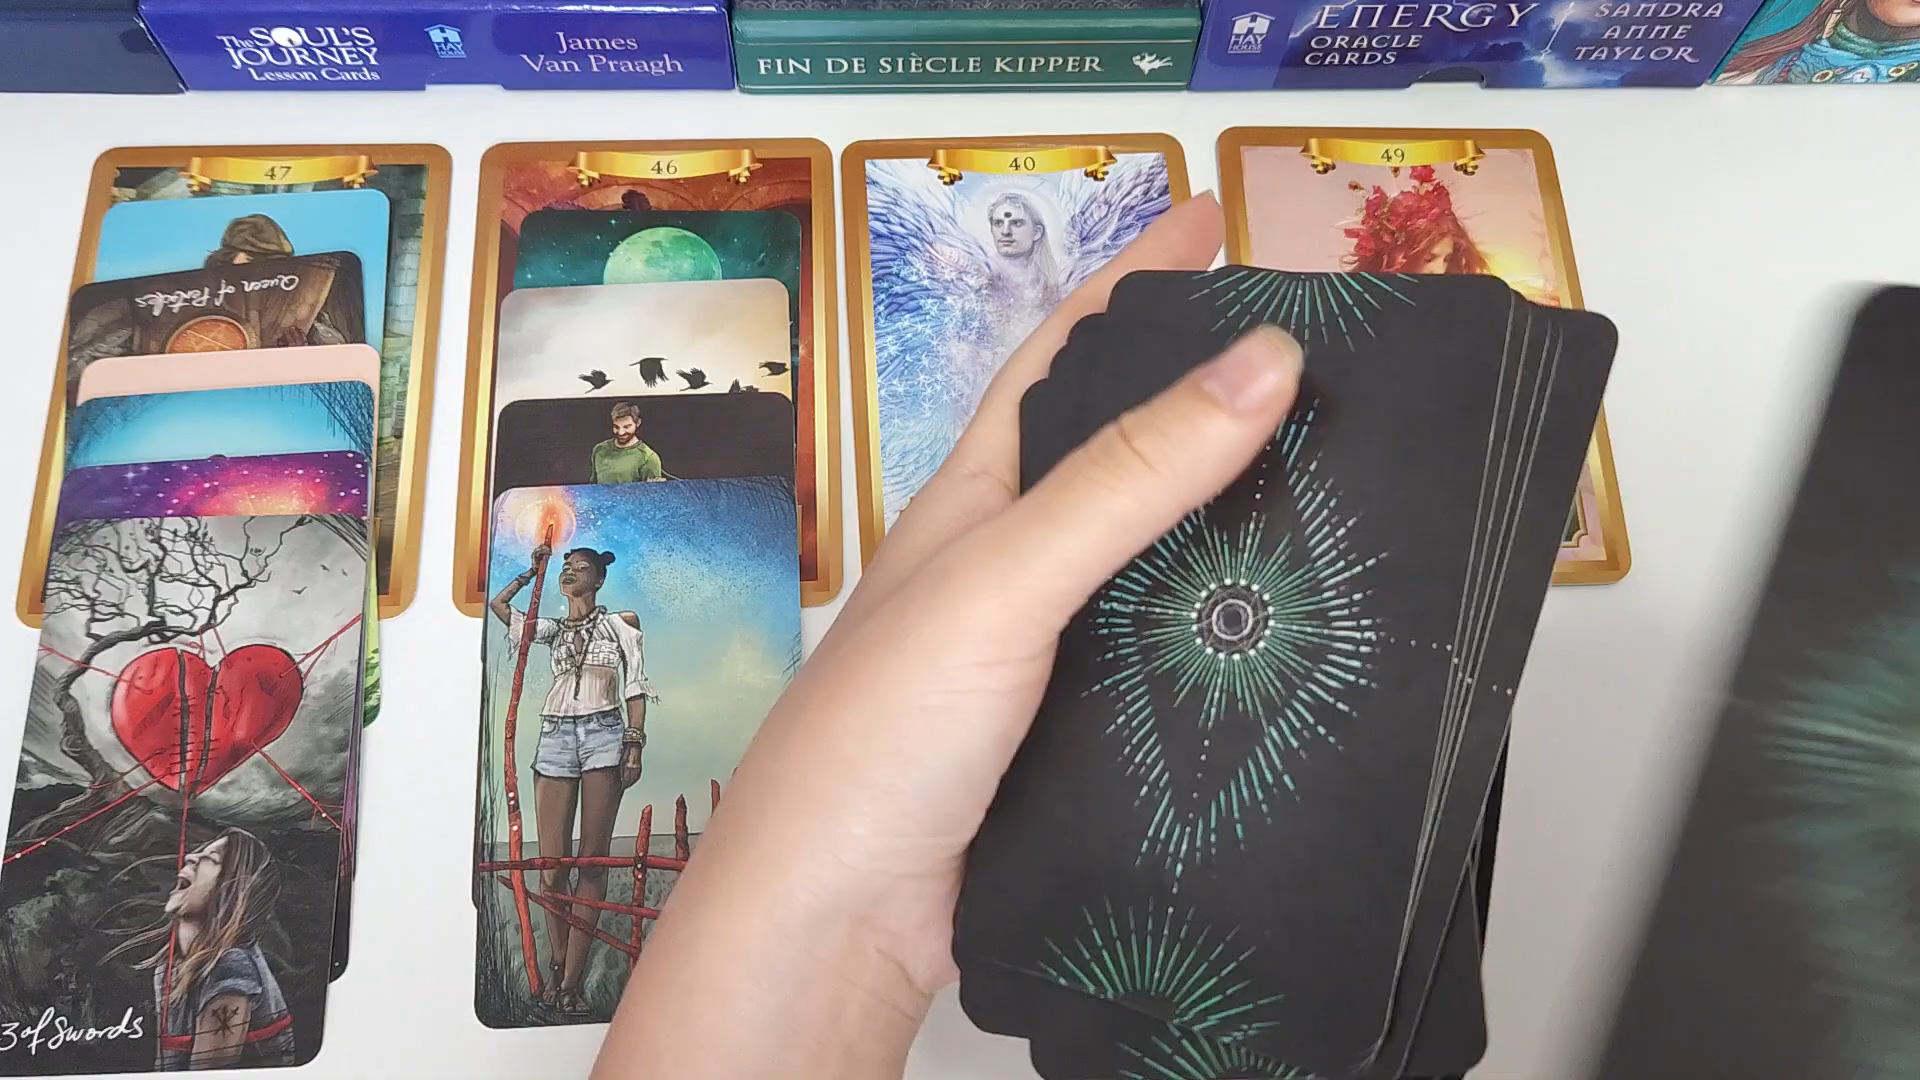 The
SOUL'S
JOURNEY
Lesson Cards
HAY
HOUSE
James
Van Praagh
FIN DE SIÈCLE KIPPER
HAY
HOUSE
ENERGY
ORACLE
CARDS
SANDRA
ANNE
TAYLOR
47
46
40
49
Queen of Pentacles
3 of Swords